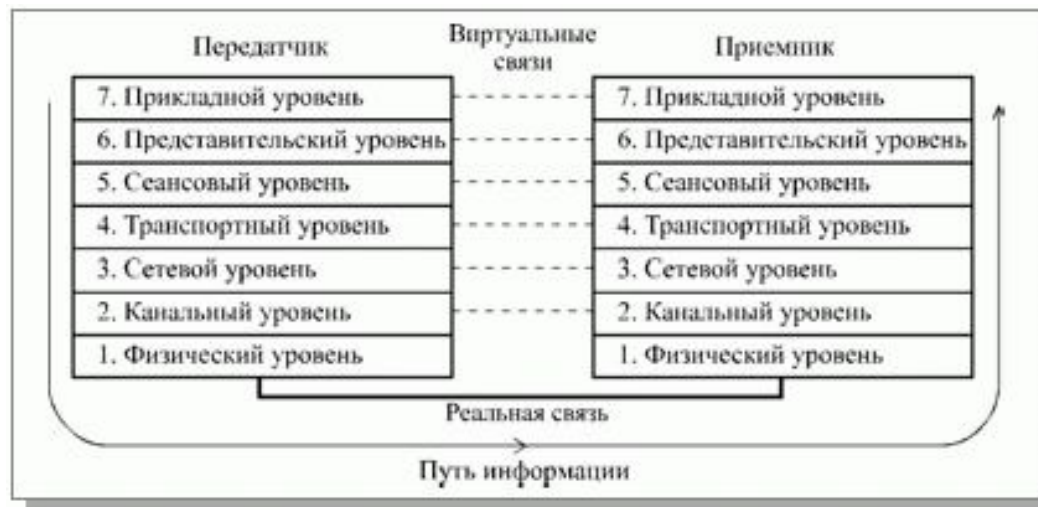 Передатчик
Виртуальные
связи
Приемник
7. Прикладной уровень
6. Представительский уровень
5. Сеансовый уровень
4. Транспортный уровень
3. Сетевой уровень
2. Канальный уровень
1. Физический уровень
7. Прикладной уровень
6. Представительский уровень
5. Сеансовый уровень
4. Транспортный уровень
3. Сетевой уровень
2. Канальный уровень
1. Физический уровень
Реальная связь
Путь информации